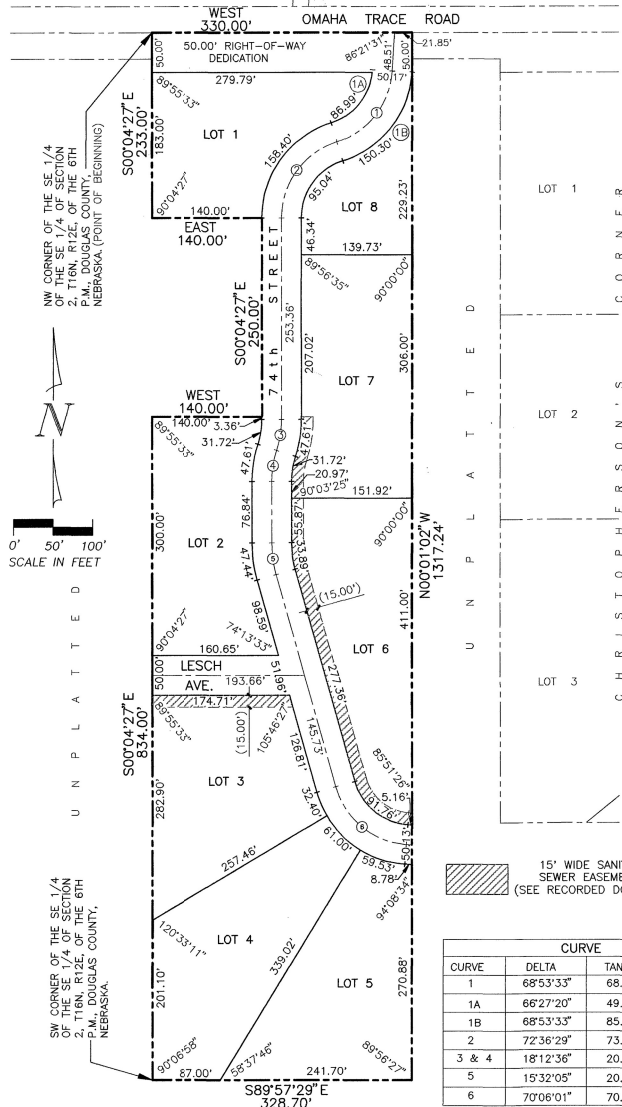 WEST
330.00'
OMAHA TRACE ROAD
50.00' RIGHT-OF-WAY
DEDICATION
50.00'
86°21'31"
48.51'
50.00'
21.85'
279.79'
50.17'
89°55'33"
1A
86.99'
1
1B
S00°04'27"E
233.00'
183.00'
LOT 1
158.40'
2
150.30'
95.04'
229.23'
LOT 8
90°04'27"
140.00'
EAST
140.00'
46.34'
139.73'
89°56'35"
90°00'00"
NW CORNER OF THE SE 1/4
OF THE SE 1/4 OF SECTION
2, T16N, R12E, OF THE 6TH
P.M., DOUGLAS COUNTY,
NEBRASKA. (POINT OF BEGINNING)
S00°04'27"E
250.00'
74th STREET
253.36'
207.02'
306.00'
LOT 7
WEST
140.00'
140.00'
3.36'
89°55'33"
31.72'
3
47.61'
47.61'
4
31.72'
20.97'
90°03'25"
151.92'
90°00'00"
N
0' 50' 100'
SCALE IN FEET
300.00'
LOT 2
76.84'
55.87'
33.89'
47.44'
5
98.59'
(15.00')
N00°01'02"W
1317.24'
411.00'
LOT 6
90°04'27"
74°13'33"
160.65'
50.00'
LESCH
AVE.
193.66'
51.96'
174.71'
277.36'
89°55'33"
(15.00')
105°46'27"
145.73'
126.81'
S00°04'27"E
834.00'
UNPLATTED
UNPLATTED
LOT 1
LOT 2
LOT 3
CHRISTOPHERSON'S CORNER
LOT 3
282.90'
85°51'26"
5.16'
91.76'
32.40'
6
50.13'
61.00'
59.53'
8.78'
94°08'34"
257.46'
120°33'11"
LOT 4
339.02'
LOT 5
201.10'
270.88'
SW CORNER OF THE SE 1/4
OF THE SE 1/4 OF SECTION
2, T16N, R12E, OF THE 6TH
P.M., DOUGLAS COUNTY,
NEBRASKA.
90°06'58"
58°37'46"
89°56'27"
87.00'
241.70'
S89°57'29"E
328.70'
15' WIDE SANI
SEWER EASEME
(SEE RECORDED DO
CURVE
CURVE DELTA TAN
1 68°53'33" 68.
1A 66°27'20" 49.
1B 68°53'33" 85.
2 72°36'29" 73.
3 & 4 18°12'36" 20.
5 15°32'05" 20.
6 70°06'01" 70.